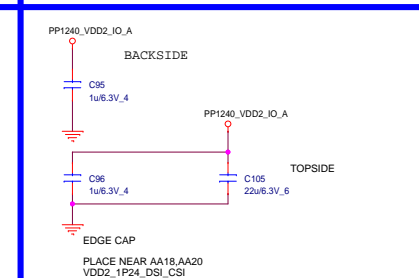 PP1240_VDD2_IO_A
BACKSIDE
C95
1u/6.3V_4
PP1240_VDD2_IO_A
TOPSIDE
C96
1u/6.3V_4
C105
22u/6.3V_6
EDGE CAP
PLACE NEAR AA18,AA20
VDD2_1P24_DSI_CSI